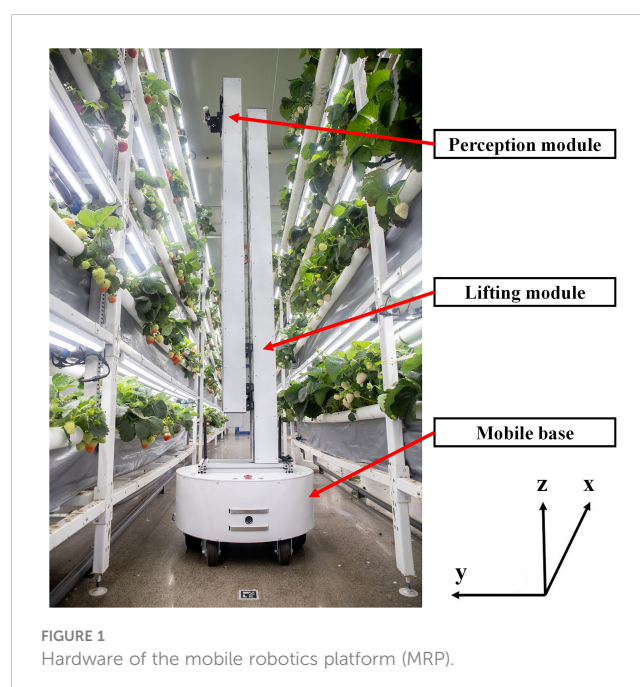 Perception module
Lifting module
Mobile base
z
x
y
FIGURE 1
Hardware of the mobile robotics platform (MRP).